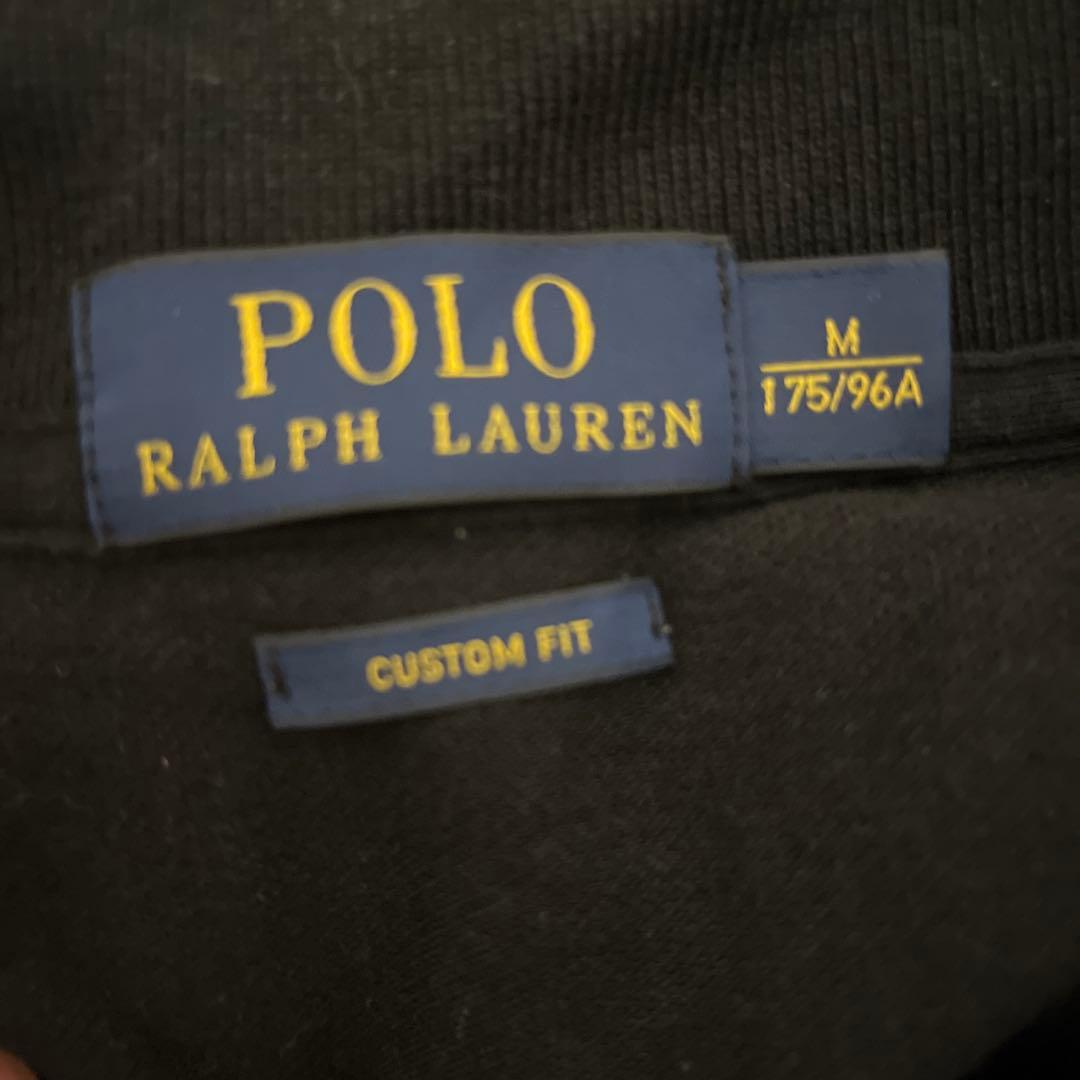 POLO
RALPH LAUREN
M
175/96A
CUSTOM FIT